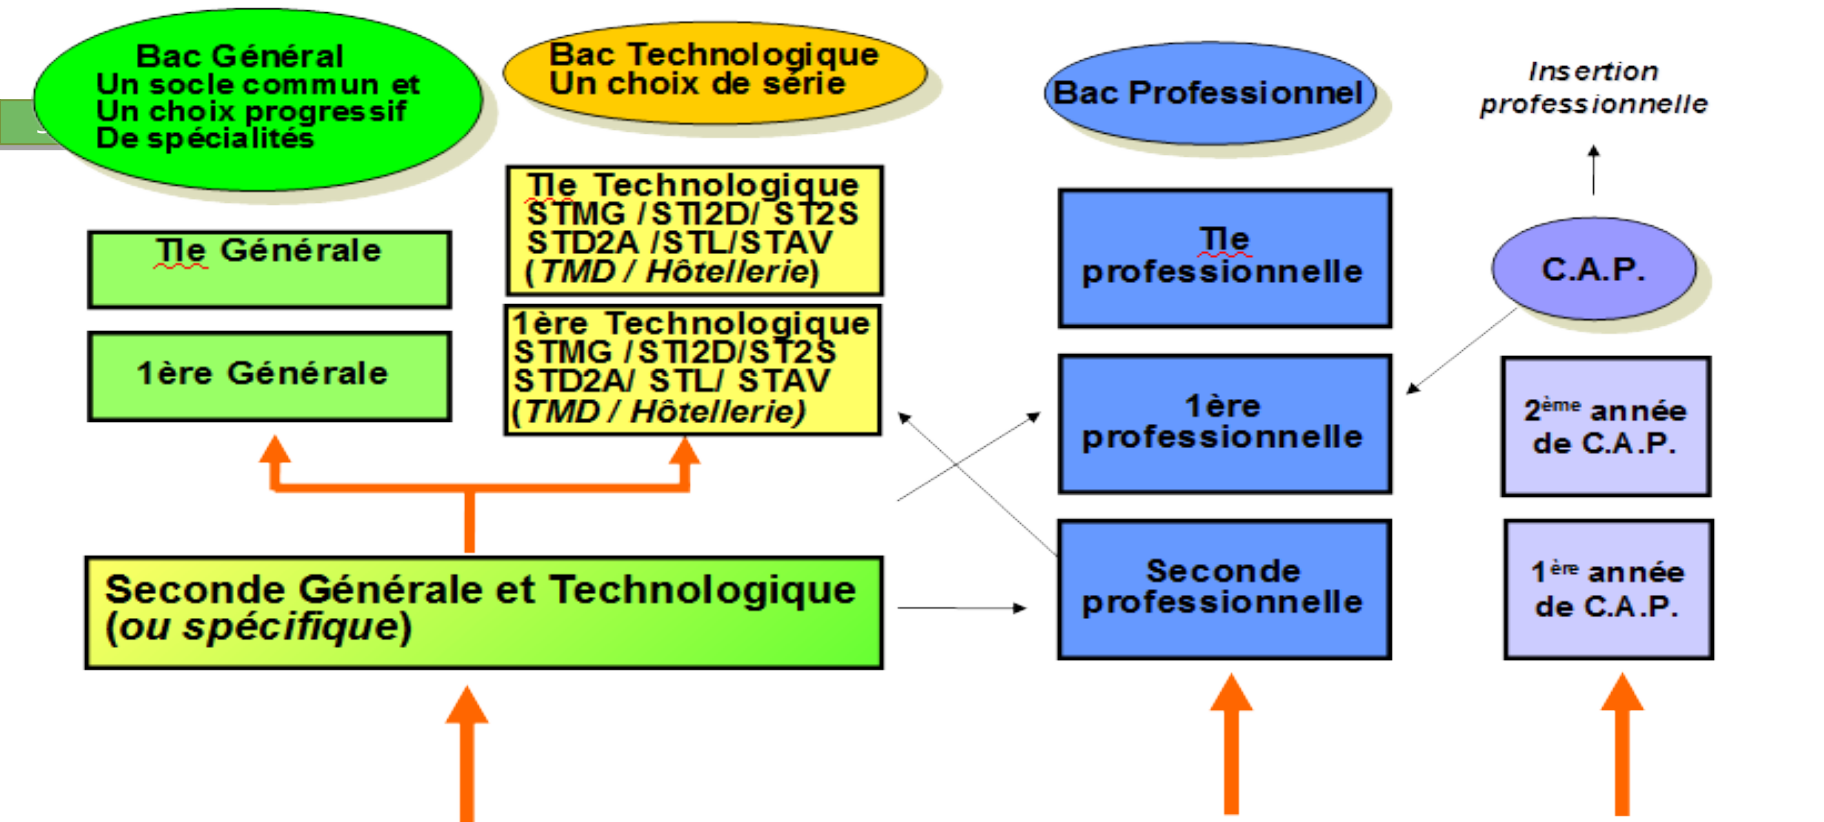 Bac Général
Un socle commun et
Un choix progressif
De spécialités
Bac Technologique
Un choix de série
Bac Professionnel
Insertion
professionnelle
Tle Technologique
STMG /STI2D/ ST2S
STD2A /STL/STAV
(TMD / Hôtellerie)
Tle Générale
Tle
professionnelle
C.A.P.
1ère Technologique
STMG /STI2D/ST2S
STD2A/ STL/ STAV
(TMD / Hôtellerie)
1ère Générale
1ère
professionnelle
2ème année
de C.A.P.
Seconde Générale et Technologique
(ou spécifique)
Seconde
professionnelle
1ère année
de C.A.P.